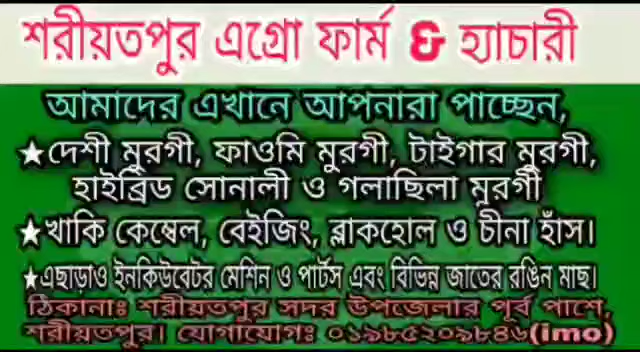 শরীয়তপুর এগ্রো ফার্ম & হ্যাচারী
আমাদের এখানে আপনারা পাচ্ছেন,
★দেশী মুরগী, ফাওমি মুরগী, টাইগার মুরগী,
হাইব্রিড সোনালী ও গলাছিলা মুরগী
★খাকি কেম্বেল, বেইজিং, ব্লাকহোল ও চীনা হাঁস।
★এছাড়াও ইনকিউবেটর মেশিন ও পার্টস এবং বিভিন্ন জাতের রঙিন মাছ।
ঠিকানাঃ শরীয়তপুর সদর উপজেলার পূর্ব পাশে,
শরীয়তপুর। যোগাযোগঃ ০১৯৮৫২০৯৮৪৬(imo)